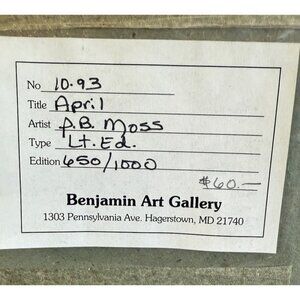 No 10.93
Title April
Artist P.B. Moss
Type Lt. Ed.
Edition 650/1000
$60.—
Benjamin Art Gallery
1303 Pennsylvania Ave. Hagerstown, MD 21740